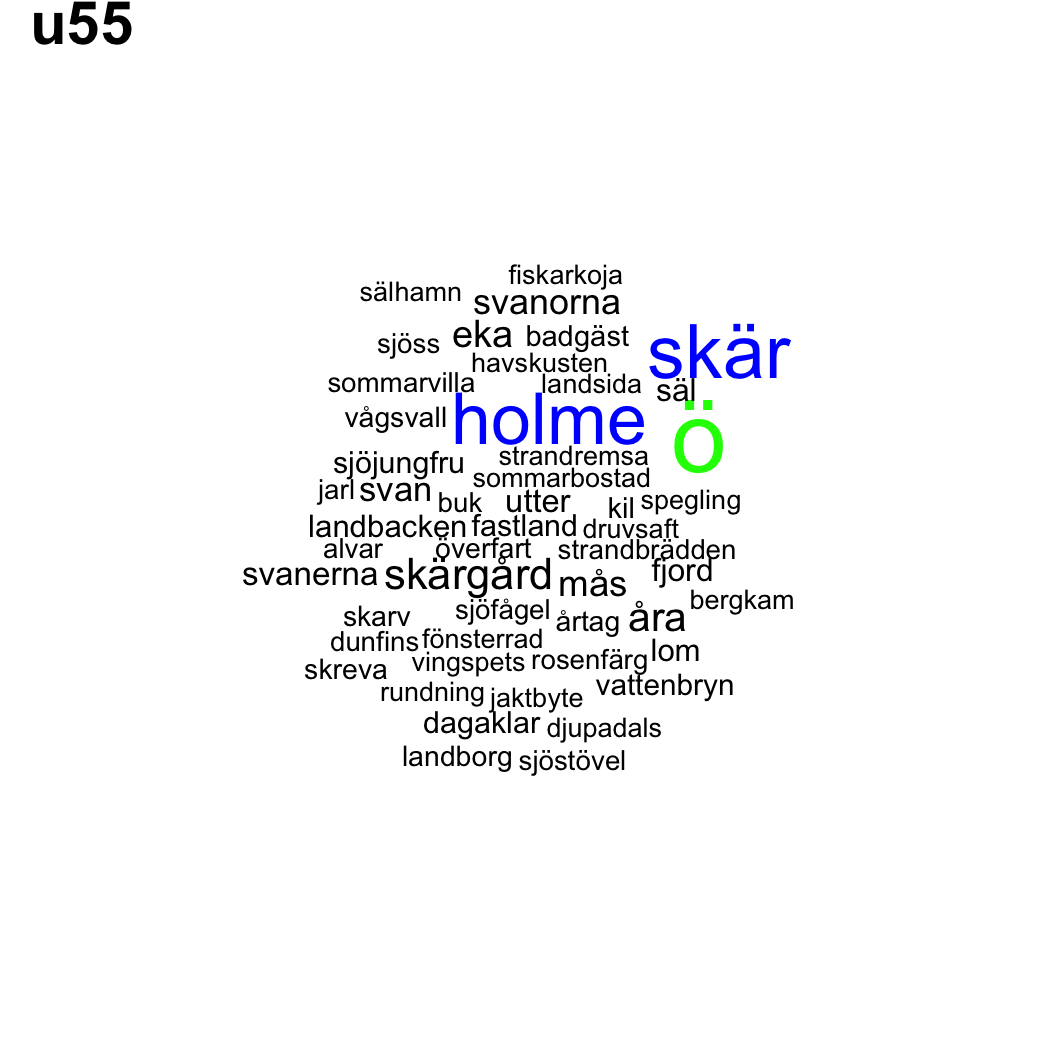 u55
fiskarkoja
sälhamn svanorna
sjöss eka badgäst skär
havskusten
sommarvilla landsida säl
vågsvall holme ö
sjöjungfru strandremsa
sommarbostad
jarl svan buk utter kil spegling
landbacken fastland druvsaft
alvar överfart strandbrädden
svanerna skärgård mås fjord
bergkam
skarv sjöfågel årtag åra
dunfins fönsterrad lom
skreva vingspets rosenfärg
rundning jaktbyte vattenbryn
dagaklar djupadals
landborg sjöstövel